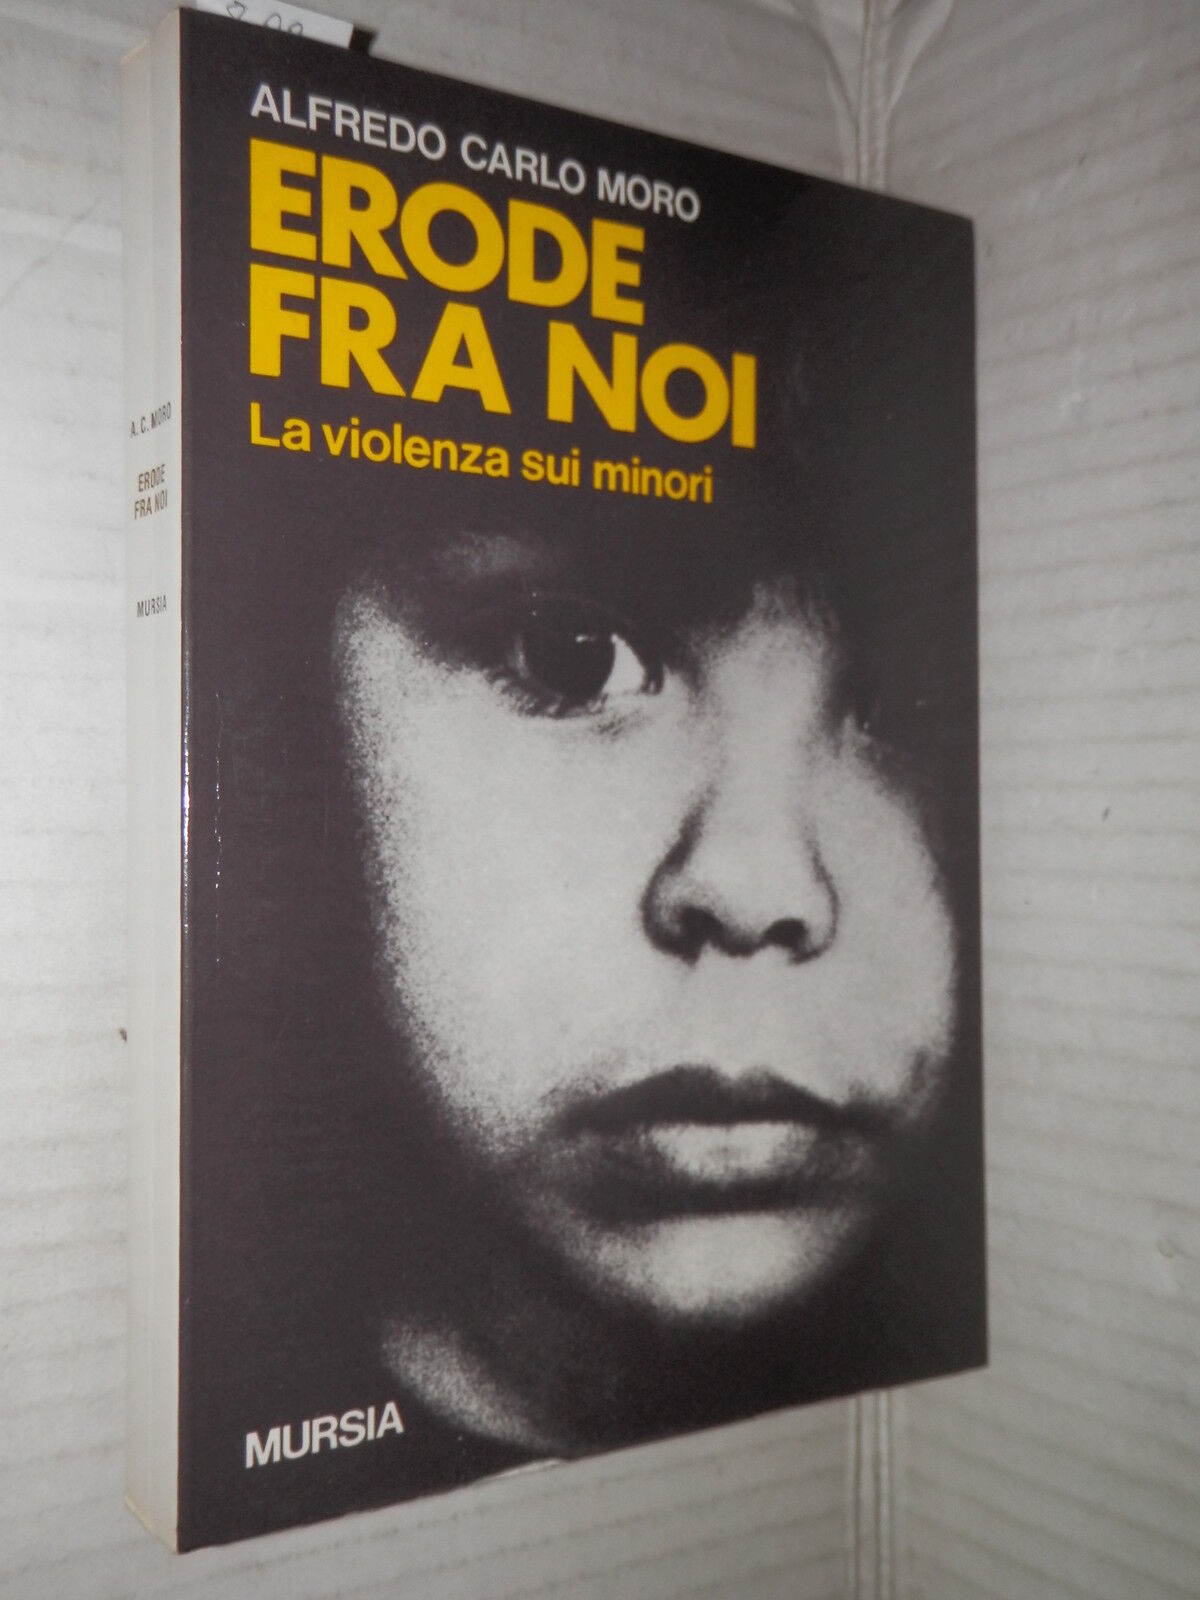 ALFREDO CARLO MORO
ERODE
FRA NOI
La violenza sui minori
MURSIA
A. C. MORO
ERODE
FRA NOI
MURSIA